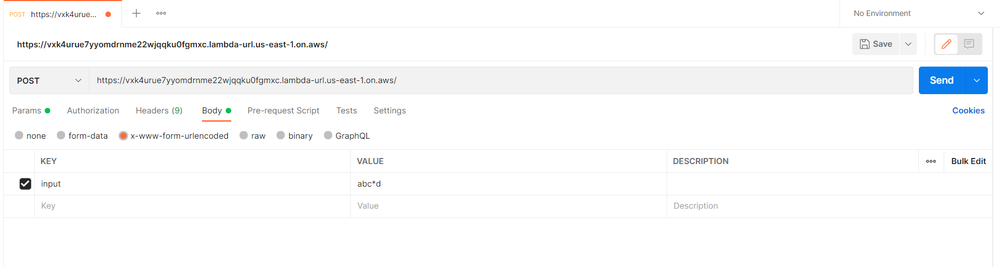 POST https://vxk4urue... No Environment
https://vxk4urue7yyomdrnme22wjqqku0fgmxc.lambda-url.us-east-1.on.aws/ Save
POST https://vxk4urue7yyomdrnme22wjqqku0fgmxc.lambda-url.us-east-1.on.aws/ Send
Params Authorization Headers (9) Body Pre-request Script Tests Settings Cookies
none form-data x-www-form-urlencoded raw binary GraphQL
KEY VALUE DESCRIPTION Bulk Edit
input abc*d
Key Value Description